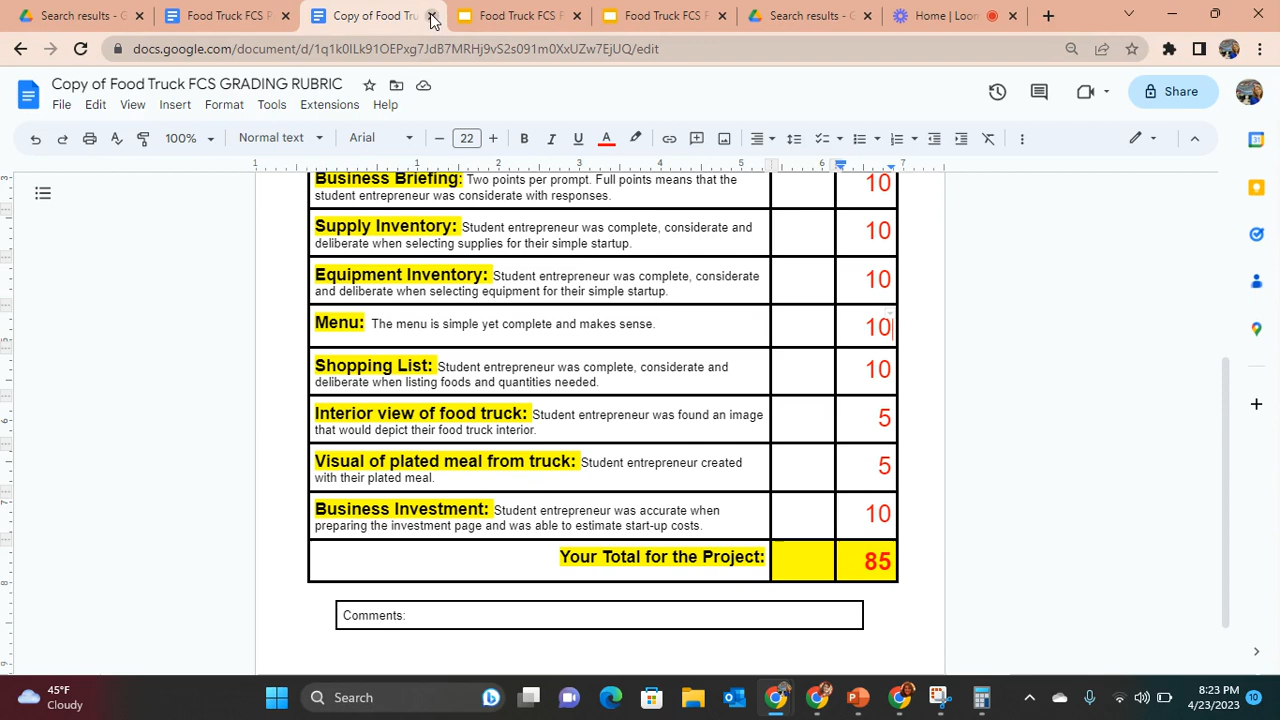 Search results - G
Food Truck FCS P
Copy of Food Tru
Food Truck FCS F
Food Truck FCS F
Search results - G
Home | Loom
docs.google.com/document/d/1q1k0ILk91OEPxg7JdB7MRHj9vS2s091m0XxUZw7EjUQ/edit
Copy of Food Truck FCS GRADING RUBRIC
File Edit View Insert Format Tools Extensions Help
Share
100% Normal text Arial 22 B I U A
1 1 2 3 4 5 6 7
Business Briefing: Two points per prompt. Full points means that the 10
student entrepreneur was considerate with responses.
Supply Inventory: Student entrepreneur was complete, considerate and 10
deliberate when selecting supplies for their simple startup.
Equipment Inventory: Student entrepreneur was complete, considerate 10
and deliberate when selecting equipment for their simple startup.
Menu: The menu is simple yet complete and makes sense. 10
Shopping List: Student entrepreneur was complete, considerate and 10
deliberate when listing foods and quantities needed.
Interior view of food truck: Student entrepreneur was found an image 5
that would depict their food truck interior.
Visual of plated meal from truck: Student entrepreneur created 5
with their plated meal.
Business Investment: Student entrepreneur was accurate when 10
preparing the investment page and was able to estimate start-up costs.
Your Total for the Project: 85
Comments:
45°F
Cloudy
Search
8:23 PM
4/23/2023
10